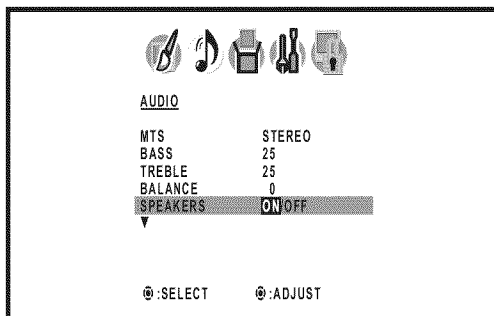 AUDIO
MTS STEREO
BASS 25
TREBLE 25
BALANCE 0
SPEAKERS ON/OFF
▼
:SELECT :ADJUST